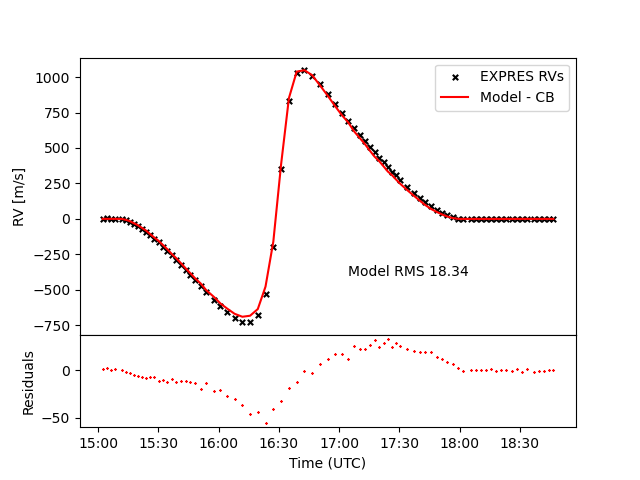 1000
750
500
250
0
−250
−500
−750
RV [m/s]
EXPRES RVs
Model - CB
Model RMS 18.34
0
−50
Residuals
15:00 15:30 16:00 16:30 17:00 17:30 18:00 18:30
Time (UTC)